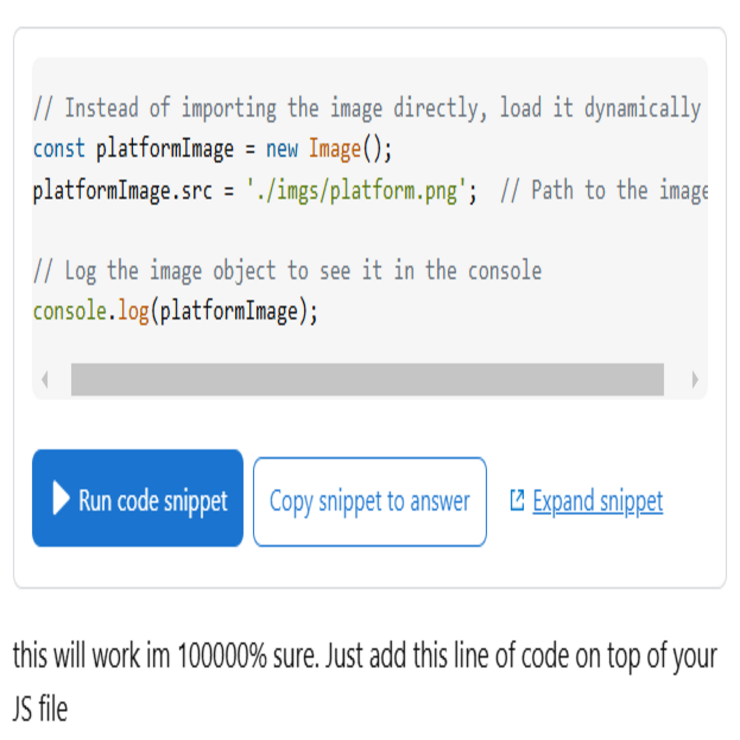 // Instead of importing the image directly, load it dynamically
const platformImage = new Image();
platformImage.src = './imgs/platform.png';  // Path to the image
// Log the image object to see it in the console
console.log(platformImage);
Run code snippet
Copy snippet to answer
Expand snippet
this will work im 100000% sure. Just add this line of code on top of your
JS file